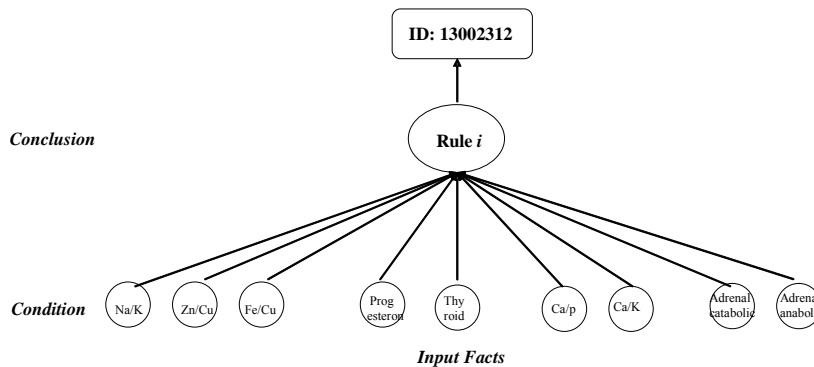 ID: 13002312
Conclusion
Rule i
Condition
Na/K
Zn/Cu
Fe/Cu
Prog
esteron
Thy
roid
Ca/p
Ca/K
Adrenal
catabolic
Adrena
anabol
Input Facts